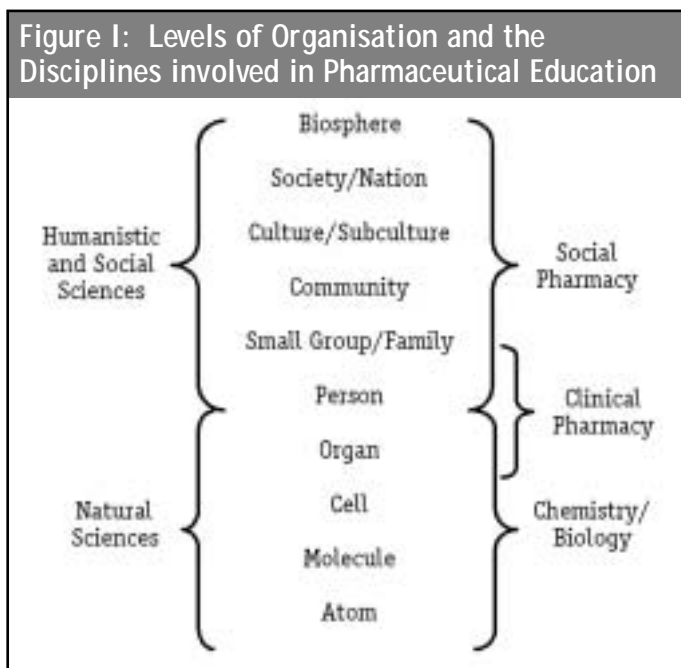 Figure I: Levels of Organisation and the
Disciplines involved in Pharmaceutical Education
Humanistic
and Social
Sciences
Natural
Sciences
Biosphere
Society/Nation
Culture/Subculture
Community
Small Group/Family
Person
Organ
Cell
Molecule
Atom
Social
Pharmacy
Clinical
Pharmacy
Chemistry/
Biology